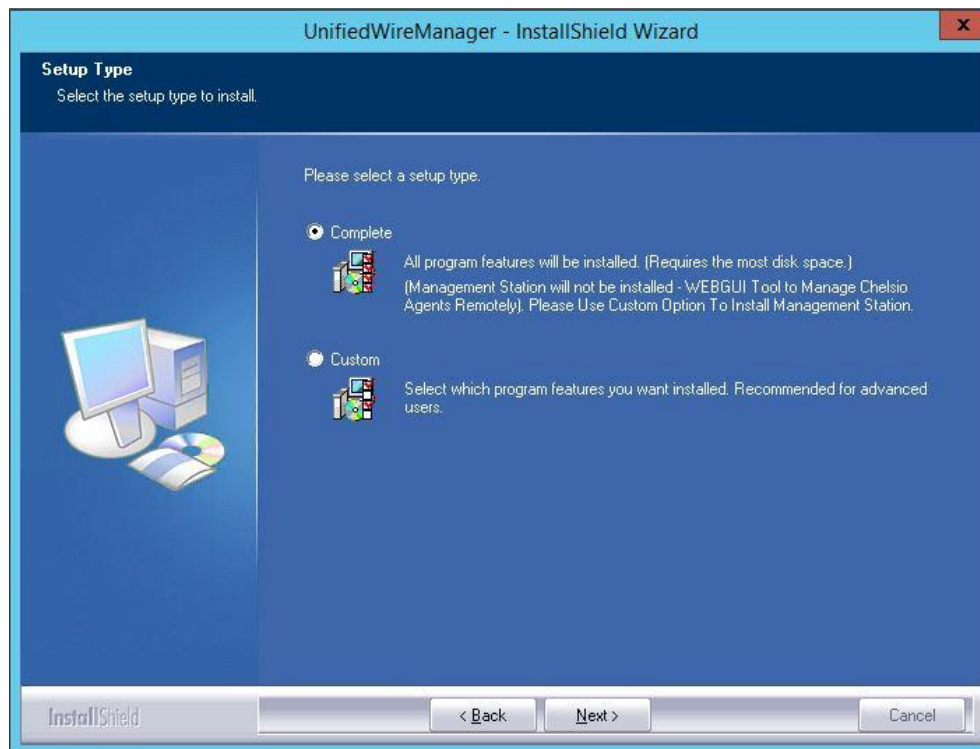 UnifiedWireManager - InstallShield Wizard
x
Setup Type
Select the setup type to install.
Please select a setup type.
Complete
All program features will be installed. (Requires the most disk space.)
(Management Station will not be installed - WEBGUI Tool to Manage Chelsio
Agents Remotely). Please Use Custom Option To Install Management Station.
Custom
Select which program features you want installed. Recommended for advanced
users.
InstallShield
< Back
Next >
Cancel